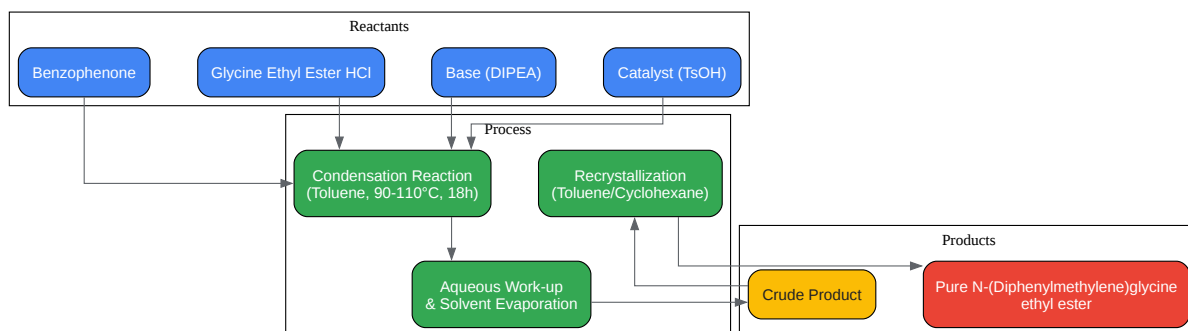 Reactants
Benzophenone
Glycine Ethyl Ester HCl
Base (DIPEA)
Catalyst (TsOH)
Process
Condensation Reaction
(Toluene, 90-110°C, 18h)
Recrystallization
(Toluene/Cyclohexane)
Products
Aqueous Work-up
& Solvent Evaporation
Crude Product
Pure N-(Diphenylmethylene)glycine
ethyl ester